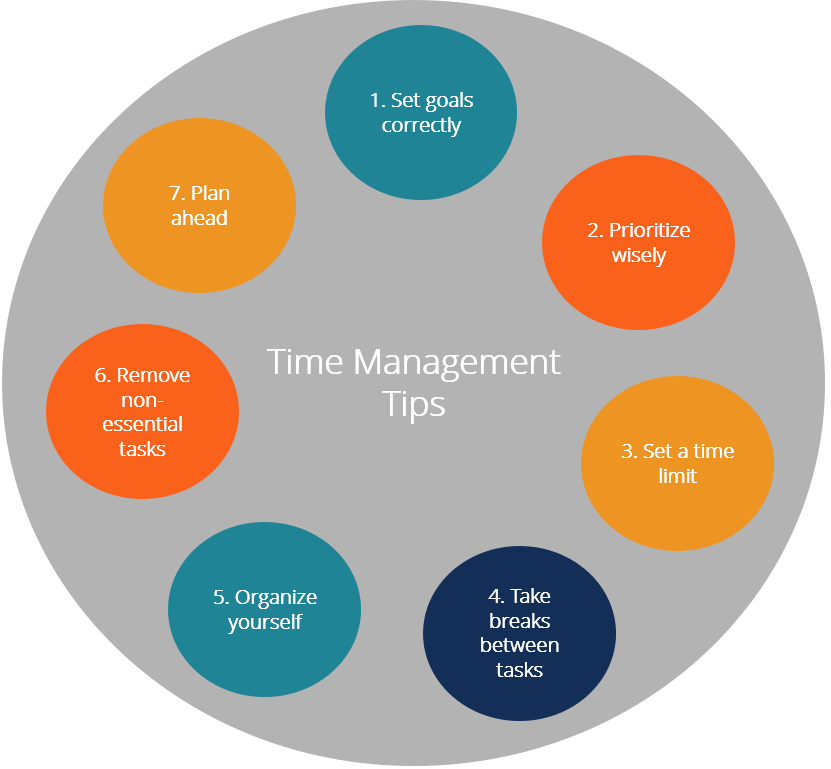 1. Set goals
correctly
2. Prioritize
wisely
3. Set a time
limit
4. Take
breaks
between
tasks
5. Organize
yourself
6. Remove
non-
essential
tasks
7. Plan
ahead
Time Management
Tips